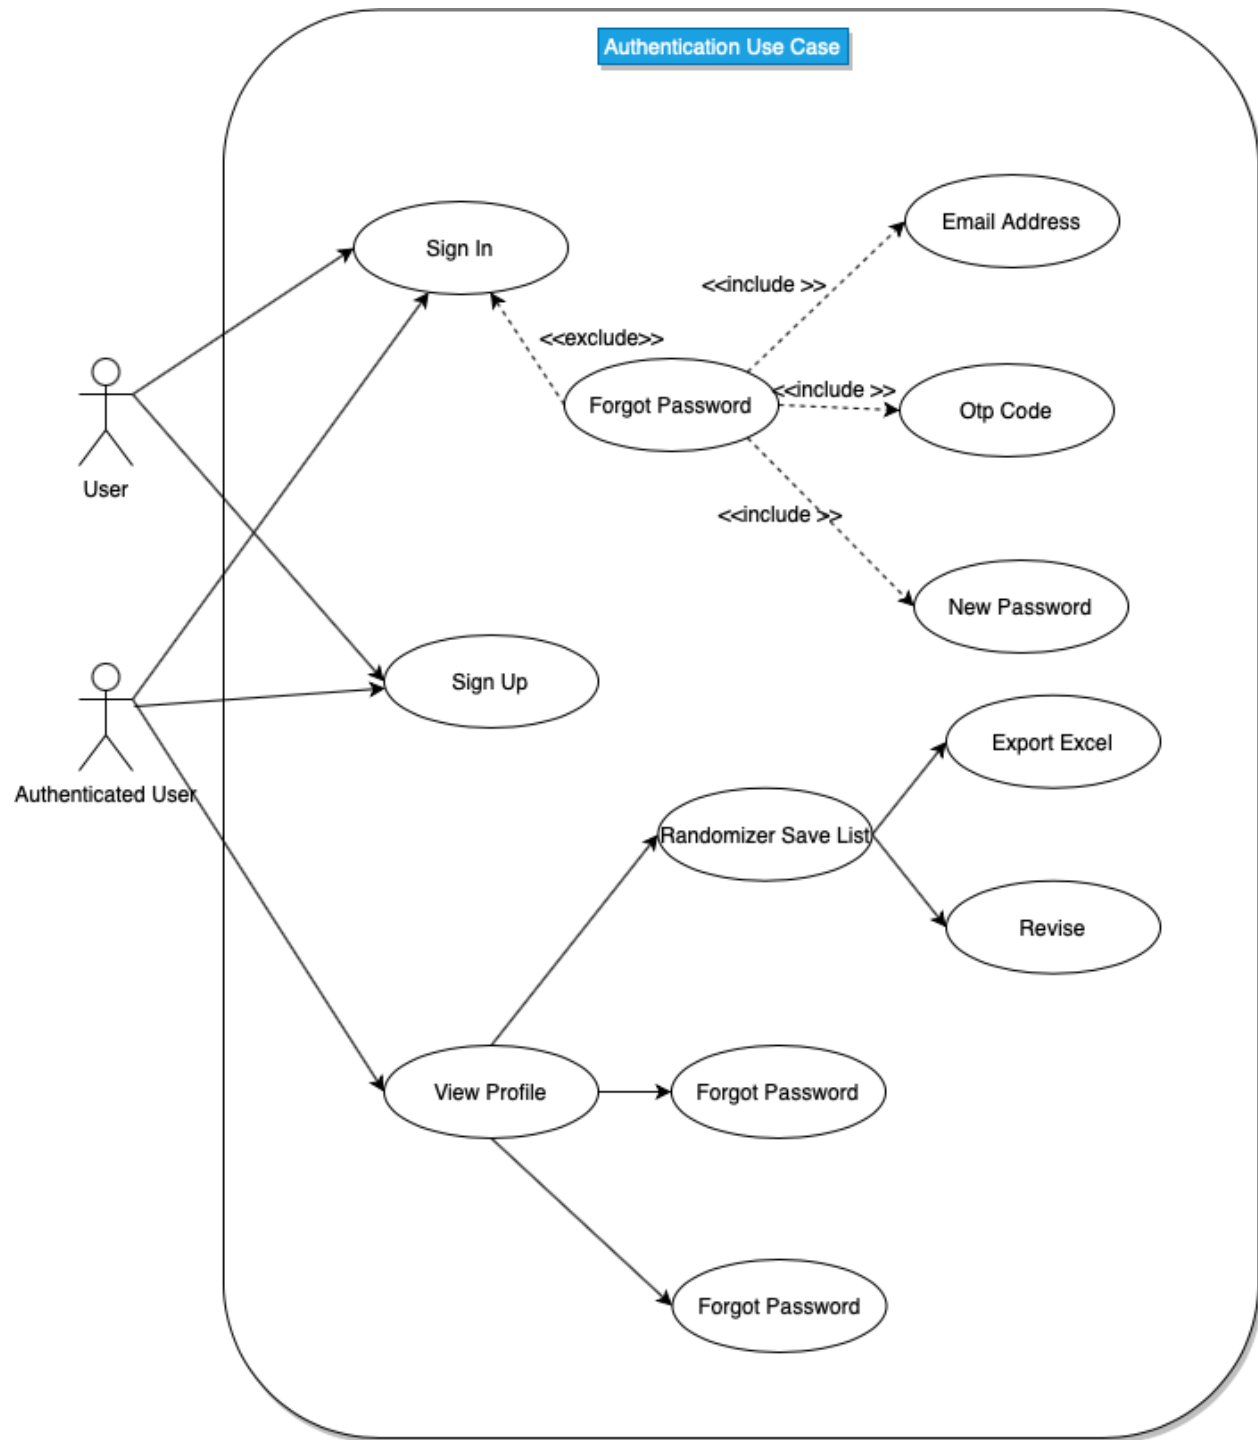 Authentication Use Case
Email Address
Sign In
<<include >>
<<exclude>>
<<include >>
Forgot Password
Otp Code
User
<<include >>
New Password
Sign Up
Export Excel
Authenticated User
Randomizer Save List
Revise
View Profile
Forgot Password
Forgot Password